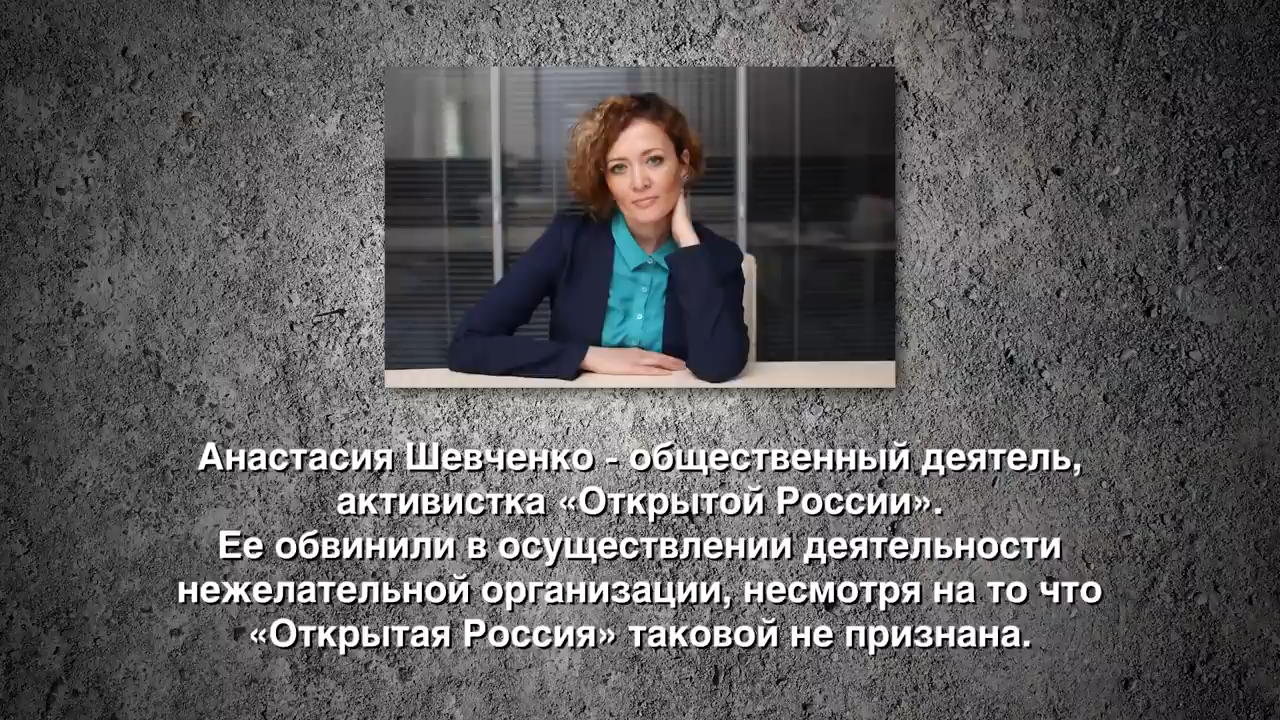 Анастасия Шевченко - общественный деятель,
активистка «Открытой России».
Ее обвинили в осуществлении деятельности
нежелательной организации, несмотря на то что
«Открытая Россия» таковой не признана.